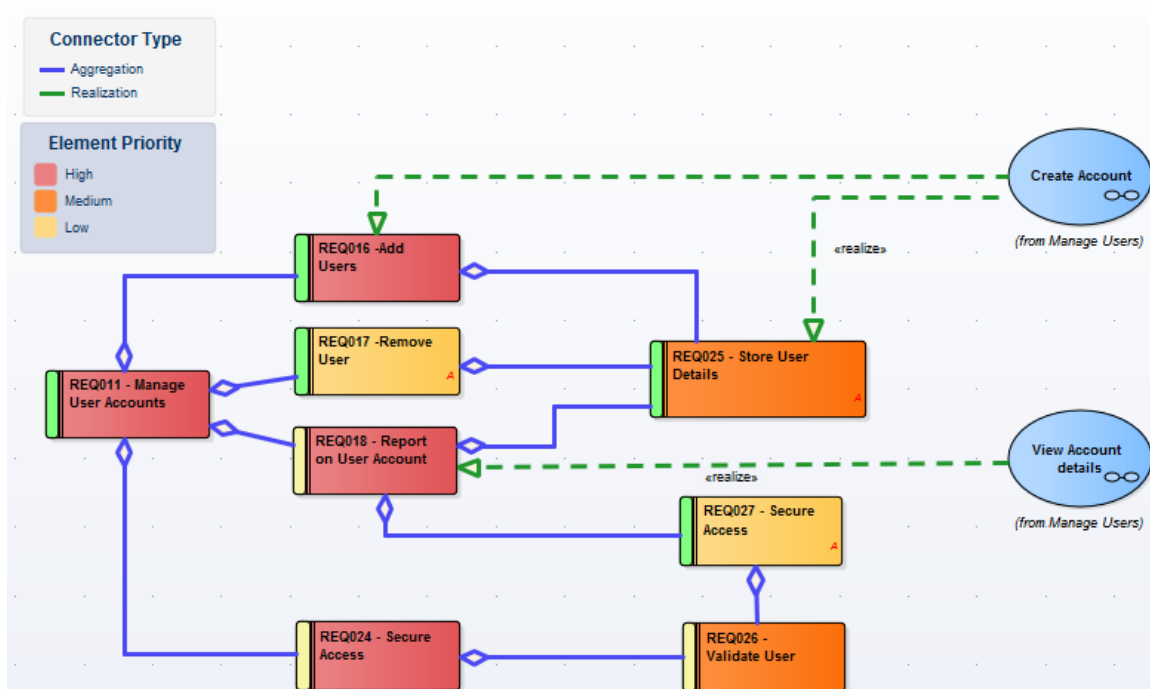 Connector Type
Aggregation
Realization
Element Priority
High
Medium
Low
Create Account
(from Manage Users)
«realize»
REQ016 -Add
Users
REQ017 -Remove
User
A
REQ025 - Store User
Details
A
REQ011 - Manage
User Accounts
REQ018 - Report
on User Account
View Account
details
(from Manage Users)
«realize»
REQ027 - Secure
Access
A
REQ024 - Secure
Access
REQ026 -
Validate User